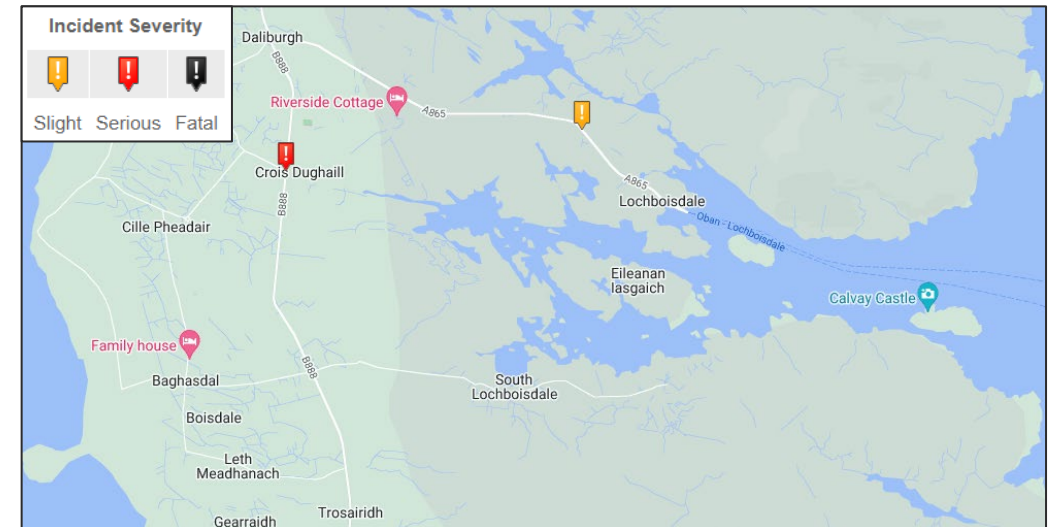 Incident Severity
Slight Serious Fatal
Daliburgh
B888
Riverside Cottage
A865
Crois Dughaill
A865
Lochboisdale
B888
Oban - Lochboisdale
Cille Pheadair
Eileanan
Iasgaich
Calvay Castle
Family house
B888
Baghasdal
South
Lochboisdale
Boisdale
Leth
Meadhanach
Trosairidh
Gearraidh